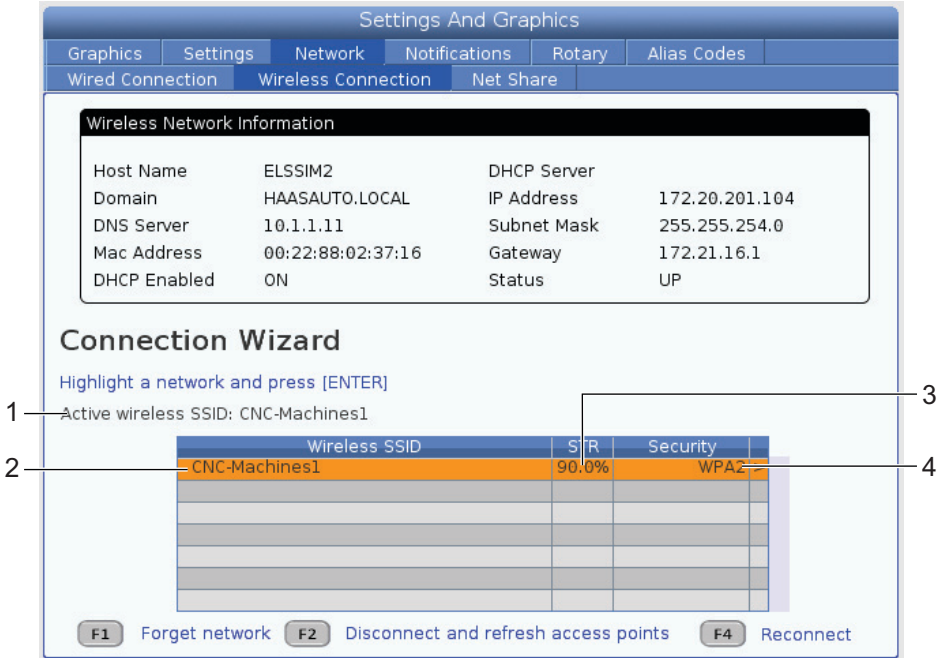 Settings And Graphics
Graphics Settings Network Notifications Rotary Alias Codes
Wired Connection Wireless Connection Net Share
Wireless Network Information
Host Name ELSSIM2 DHCP Server
Domain HAASAUTO.LOCAL IP Address 172.20.201.104
DNS Server 10.1.1.11 Subnet Mask 255.255.254.0
Mac Address 00:22:88:02:37:16 Gateway 172.21.16.1
DHCP Enabled ON Status UP
Connection Wizard
Highlight a network and press [ENTER]
3
1 Active wireless SSID: CNC-Machines1
Wireless SSID STR Security
2 CNC-Machines1 90.0% WPA2 > 4
F1 Forget network F2 Disconnect and refresh access points F4 Reconnect